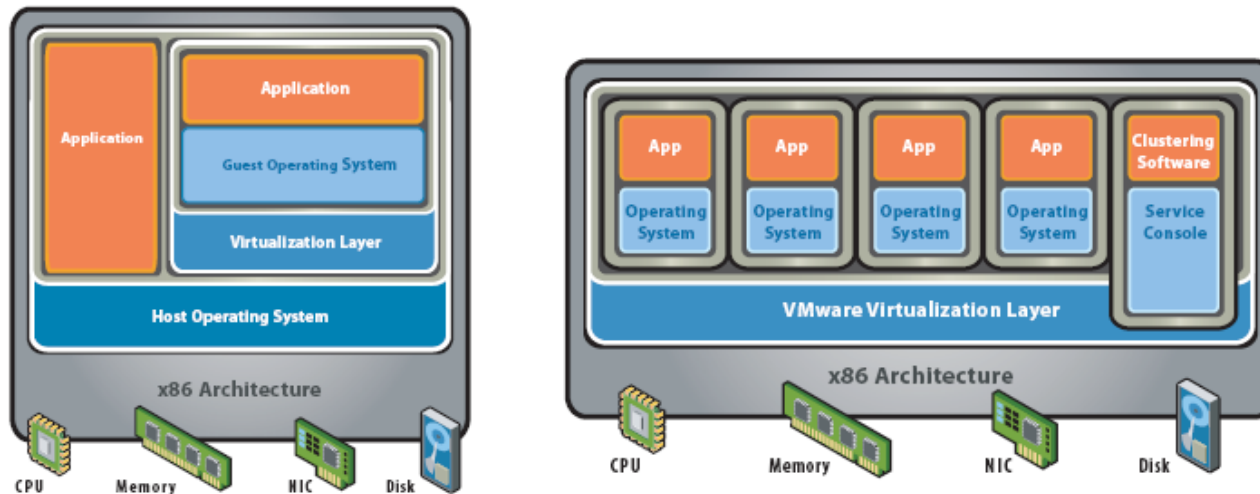 Application
Application
Guest Operating System
Virtualization Layer
Host Operating System
x86 Architecture
CPU
Memory
NIC
Disk
App
App
App
App
Clustering
Software
Operating
System
Operating
System
Operating
System
Operating
System
Service
Console
VMware Virtualization Layer
x86 Architecture
CPU
Memory
NIC
Disk